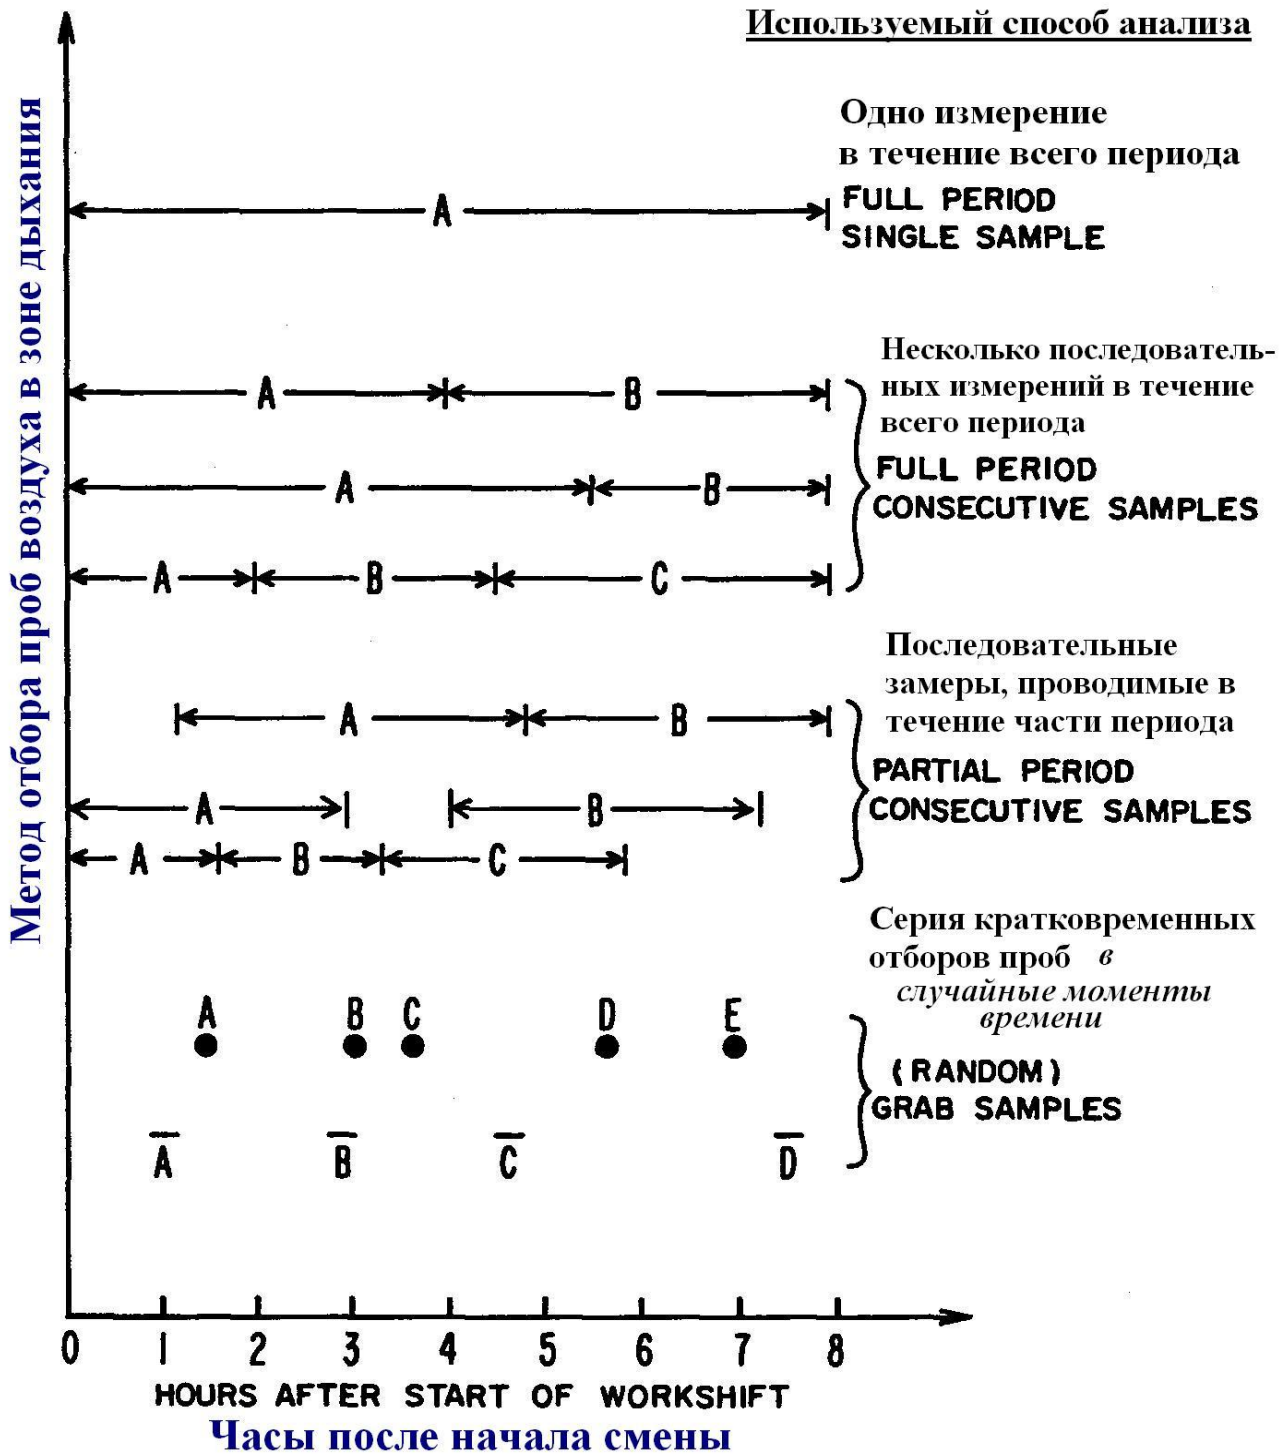 Используемый способ анализа
Метод отбора проб воздуха в зоне дыхания
Одно измерение
в течение всего периода
A
FULL PERIOD
SINGLE SAMPLE
Несколько последователь-
ных измерений в течение
всего периода
A B
A B
A B C
FULL PERIOD
CONSECUTIVE SAMPLES
Последовательные
замеры, проводимые в
течение части периода
A B
A B
A B C
PARTIAL PERIOD
CONSECUTIVE SAMPLES
Серия кратковременных
отборов проб в
случайные моменты
времени
A B C D E
(RANDOM)
GRAB SAMPLES
A B C D
0 1 2 3 4 5 6 7 8
HOURS AFTER START OF WORKSHIFT
Часы после начала смены